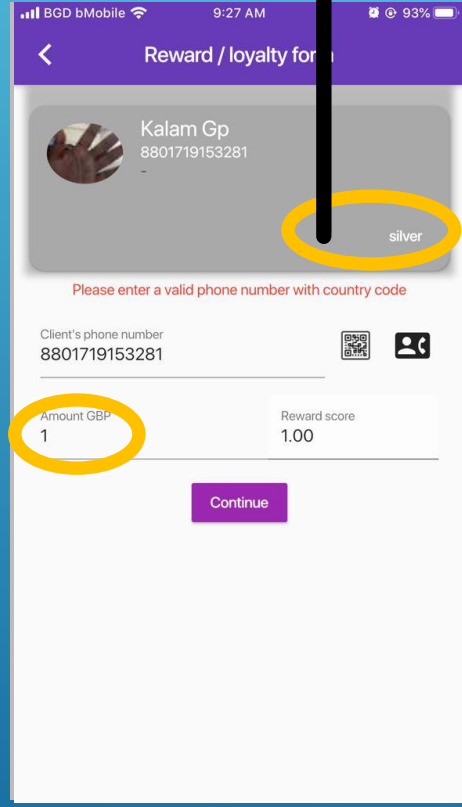 BGD bMobile 9:27 AM 93%
Reward / loyalty for
Kalam Gp
8801719153281
-
silver
Please enter a valid phone number with country code
Client's phone number
8801719153281
Amount GBP Reward score
1 1.00
Continue